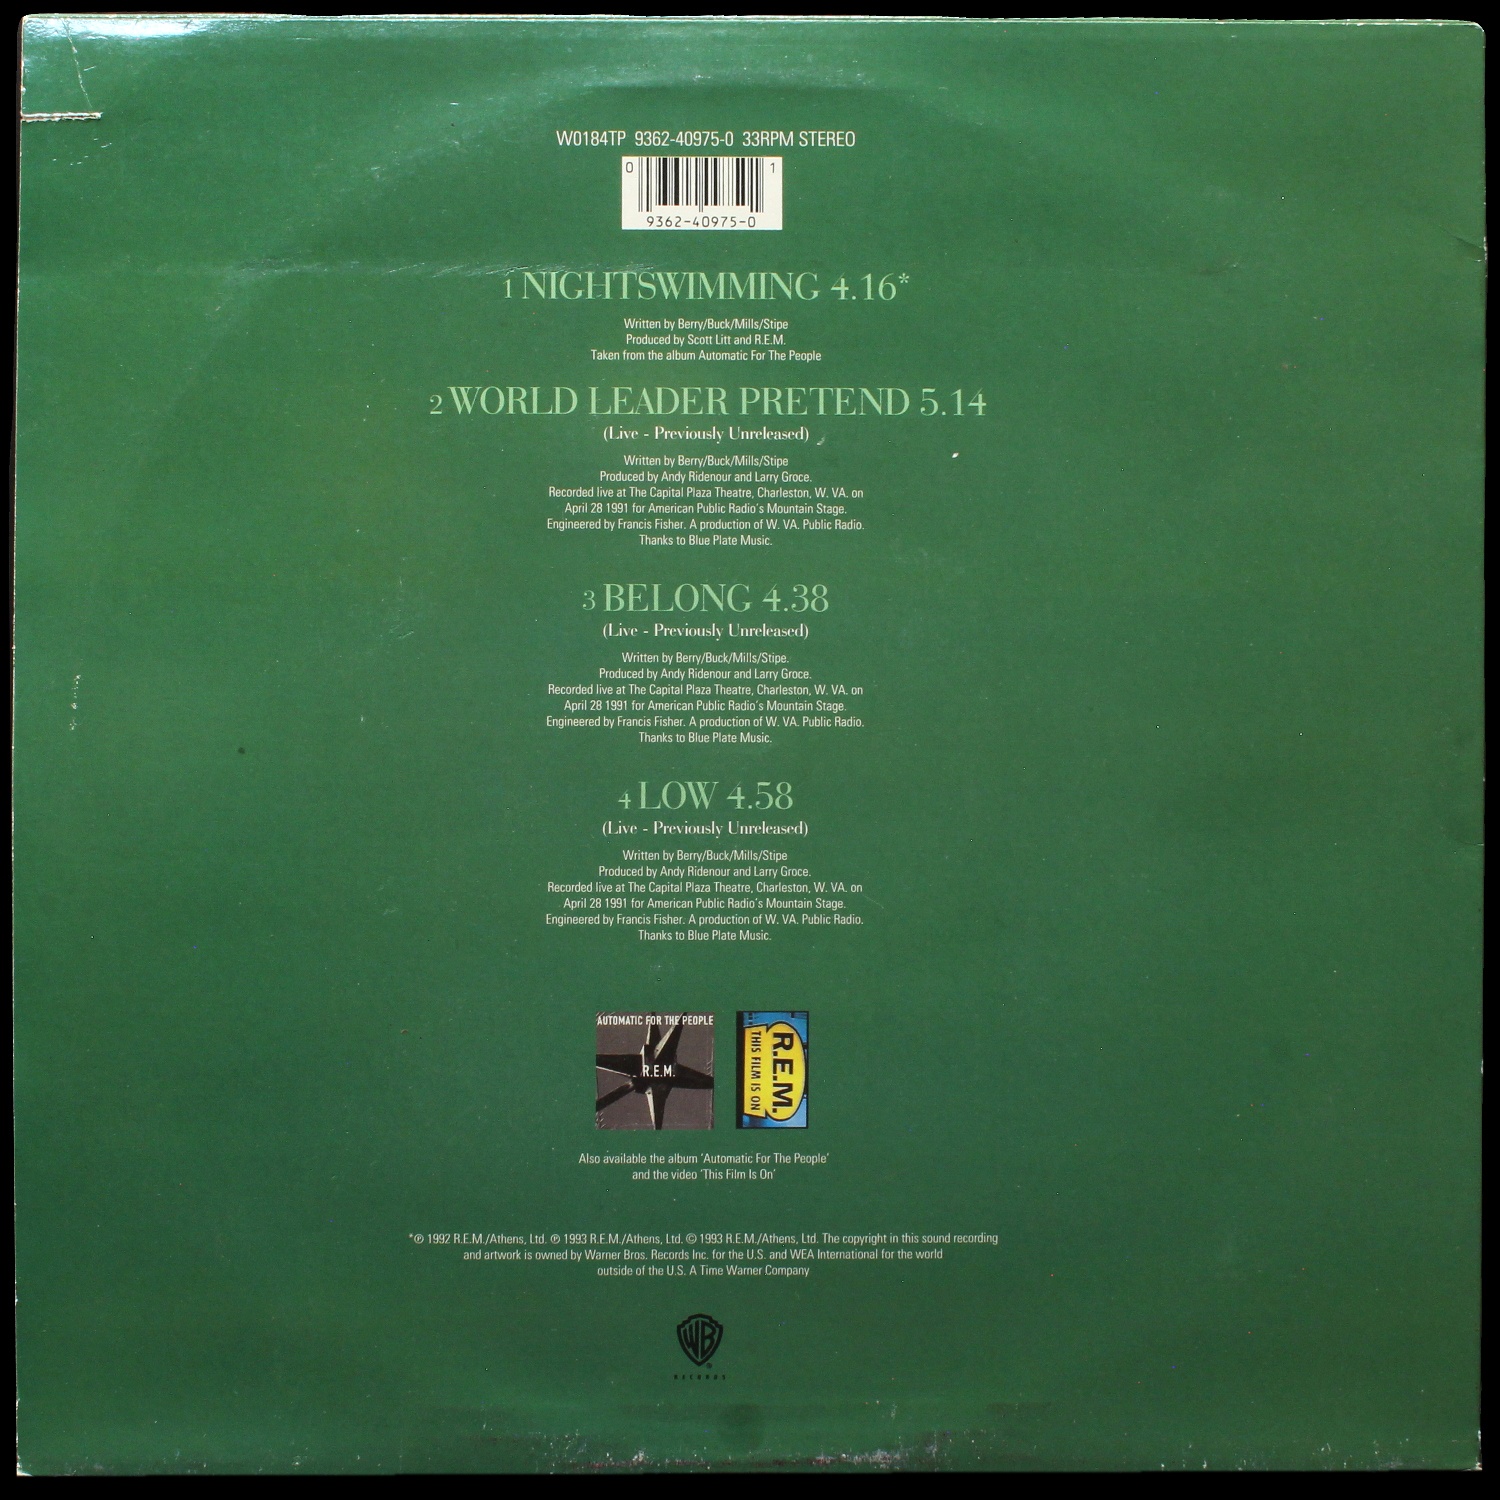 W0184TP 9362-40975-0 33RPM STEREO
0 1
9362-40975-0
1 NIGHTSWIMMING 4.16*
Written by Berry/Buck/Mills/Stipe
Produced by Scott Litt and R.E.M.
Taken from the album Automatic For The People
2 WORLD LEADER PRETEND 5.14
(Live - Previously Unreleased)
Written by Berry/Buck/Mills/Stipe
Produced by Andy Ridenour and Larry Groce.
Recorded live at The Capital Plaza Theatre, Charleston, W. VA. on
April 28 1991 for American Public Radio's Mountain Stage.
Engineered by Francis Fisher. A production of W. VA. Public Radio.
Thanks to Blue Plate Music.
3 BELONG 4.38
(Live - Previously Unreleased)
Written by Berry/Buck/Mills/Stipe.
Produced by Andy Ridenour and Larry Groce.
Recorded live at The Capital Plaza Theatre, Charleston, W. VA. on
April 28 1991 for American Public Radio's Mountain Stage.
Engineered by Francis Fisher. A production of W. VA. Public Radio.
Thanks to Blue Plate Music.
4 LOW 4.58
(Live - Previously Unreleased)
Written by Berry/Buck/Mills/Stipe
Produced by Andy Ridenour and Larry Groce.
Recorded live at The Capital Plaza Theatre, Charleston, W. VA. on
April 28 1991 for American Public Radio's Mountain Stage.
Engineered by Francis Fisher. A production of W. VA. Public Radio.
Thanks to Blue Plate Music.
AUTOMATIC FOR THE PEOPLE
R.E.M.
R.E.M.
THIS FILM IS ON
Also available the album 'Automatic For The People'
and the video 'This Film Is On'
*℗ 1992 R.E.M./Athens, Ltd. ℗ 1993 R.E.M./Athens, Ltd. © 1993 R.E.M./Athens, Ltd. The copyright in this sound recording
and artwork is owned by Warner Bros. Records Inc. for the U.S. and WEA International for the world
outside of the U.S. A Time Warner Company
WB
®
RECORDS